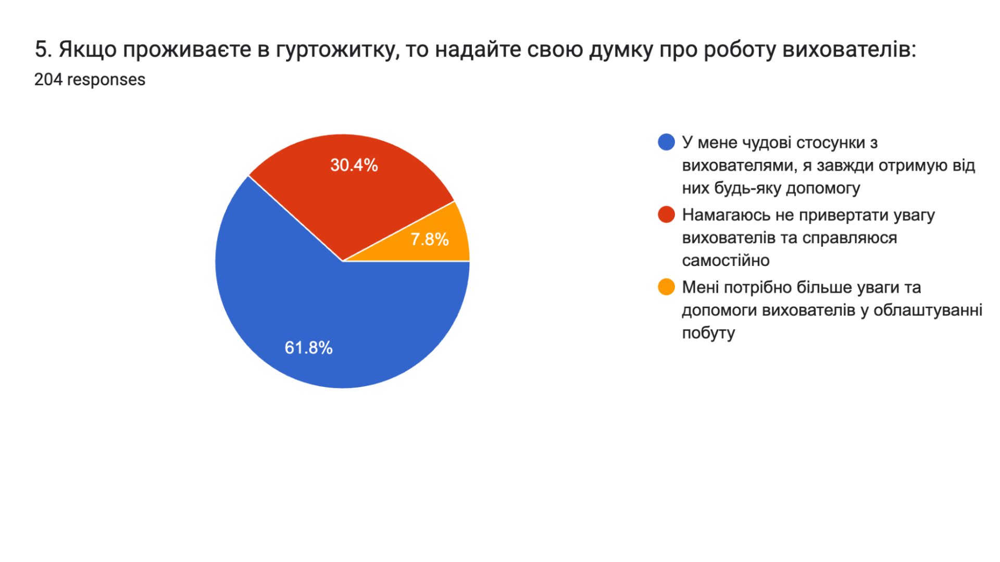 5. Якщо проживаєте в гуртожитку, то надайте свою думку про роботу вихователів:
204 responses
30.4%
7.8%
61.8%
У мене чудові стосунки з
вихователями, я завжди отримую від
них будь-яку допомогу
Намагаюсь не привертати увагу
вихователів та справляюся
самостійно
Мені потрібно більше уваги та
допомоги вихователів у облаштуванні
побуту